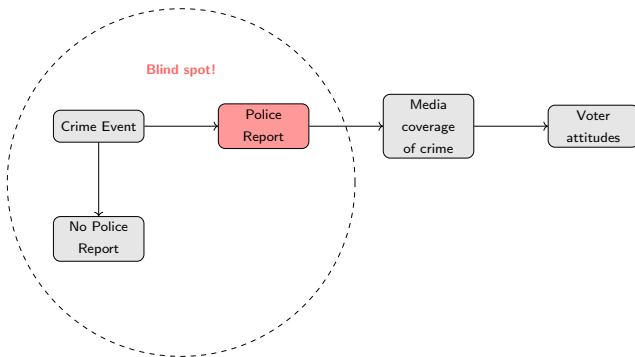 Blind spot!
Crime Event
Police
Report
Media
coverage
of crime
Voter
attitudes
No Police
Report